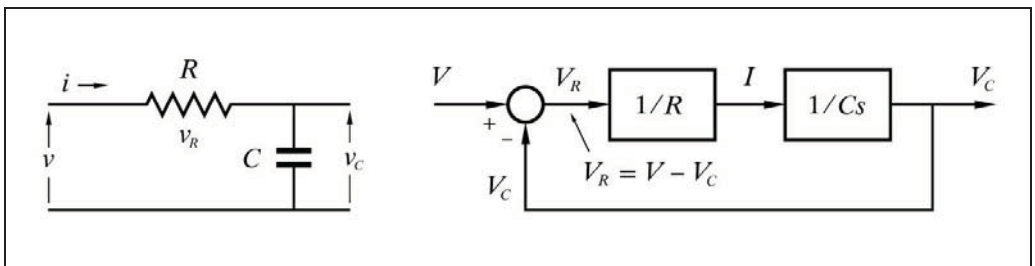 i
R
v_R
v
C
v_C
V
+
−
V_R
1/R
I
1/Cs
V_C
V_R = V − V_C
V_C